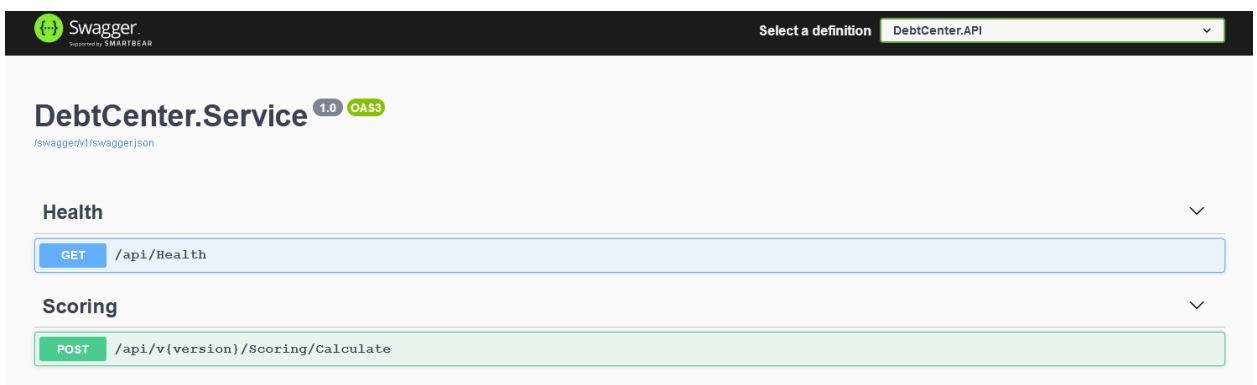 {··} Swagger.
Supported by SMARTBEAR
Select a definition DebtCenter.API
DebtCenter.Service 1.0 OAS3
/swagger/v1/swagger.json
Health
GET /api/Health
Scoring
POST /api/v{version}/Scoring/Calculate